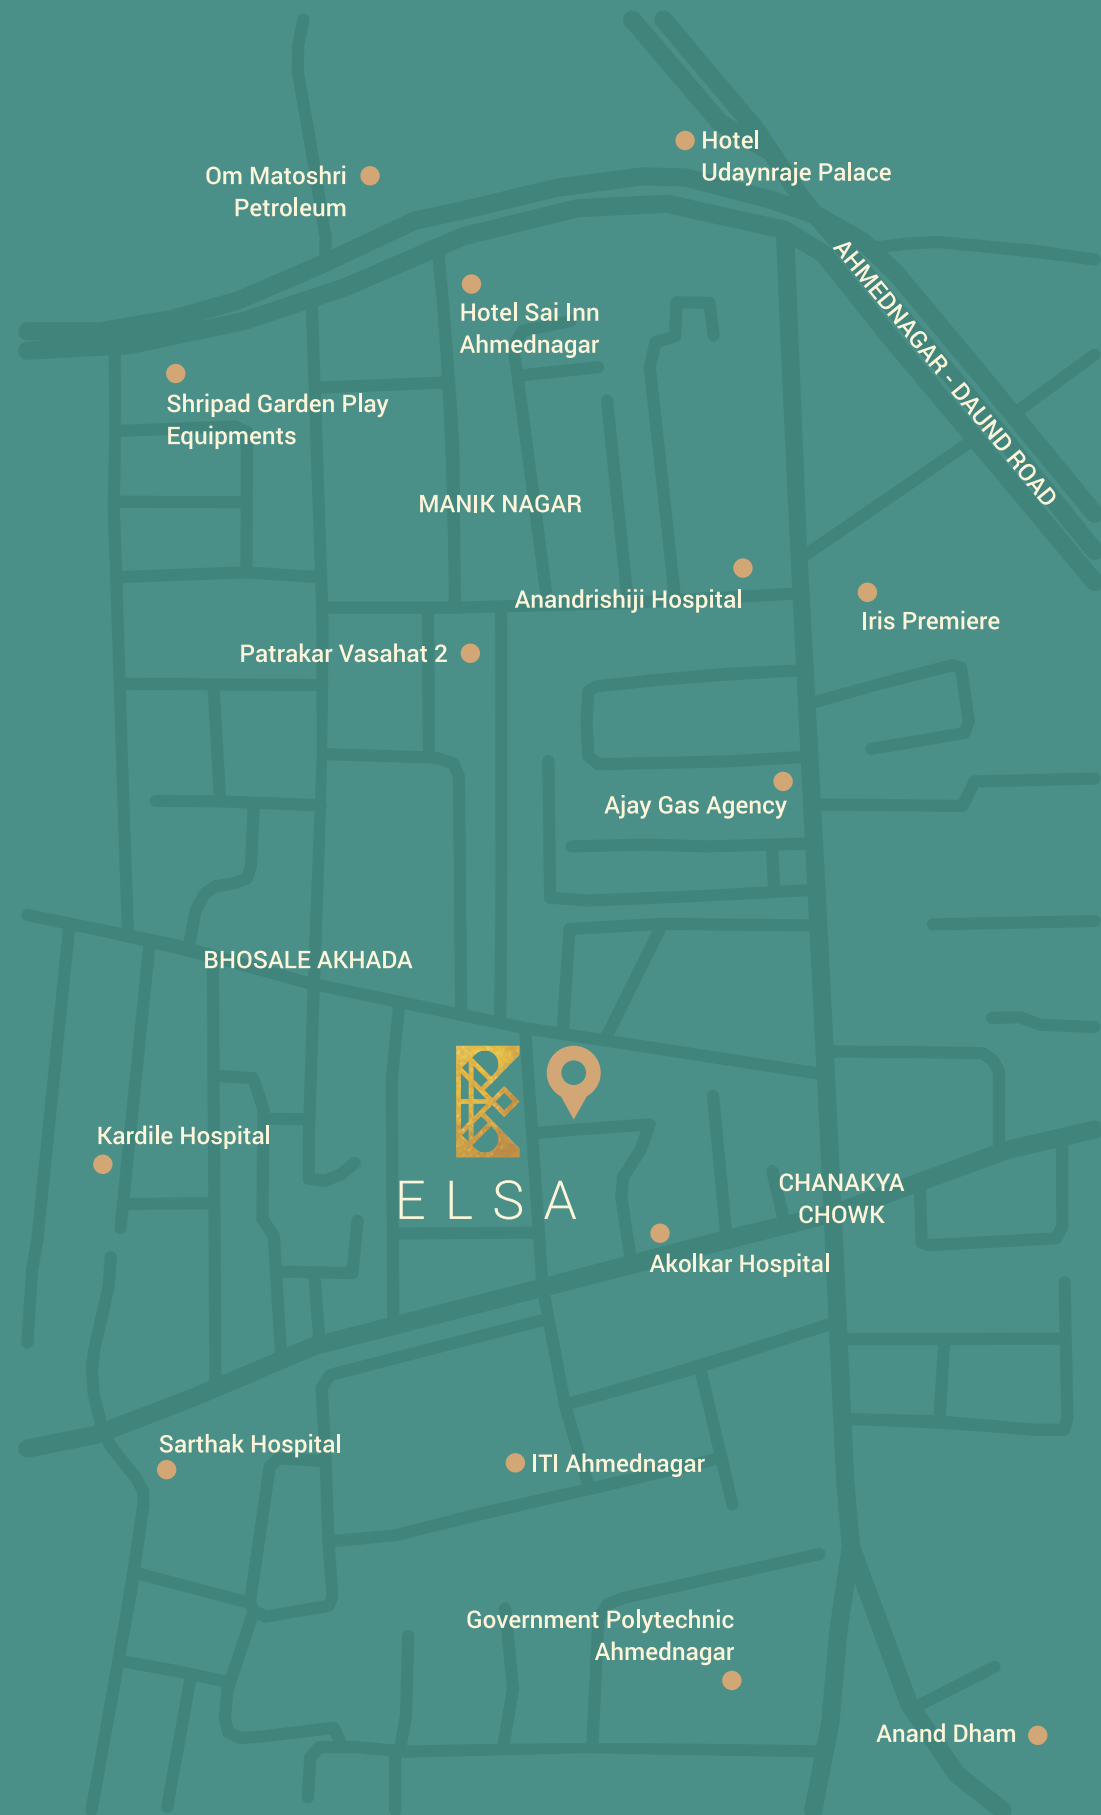 Hotel
Udaynraje Palace
Om Matoshri
Petroleum
AHMEDNAGAR - DAUND ROAD
Hotel Sai Inn
Ahmednagar
Shripad Garden Play
Equipments
MANIK NAGAR
Anandrishiji Hospital
Iris Premiere
Patrakar Vasahat 2
Ajay Gas Agency
BHOSALE AKHADA
Kardile Hospital
ELSA
CHANAKYA
CHOWK
Akolkar Hospital
Sarthak Hospital
ITI Ahmednagar
Government Polytechnic
Ahmednagar
Anand Dham